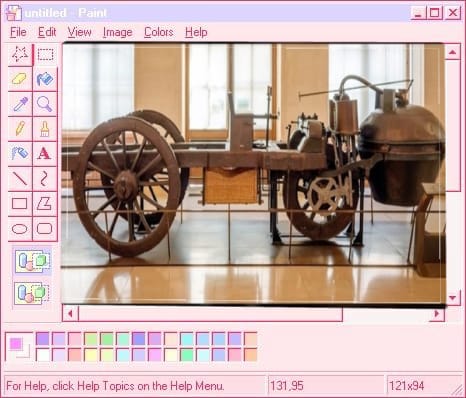 untitled - Paint
File Edit View Image Colors Help
A
For Help, click Help Topics on the Help Menu.
131,95
121x94